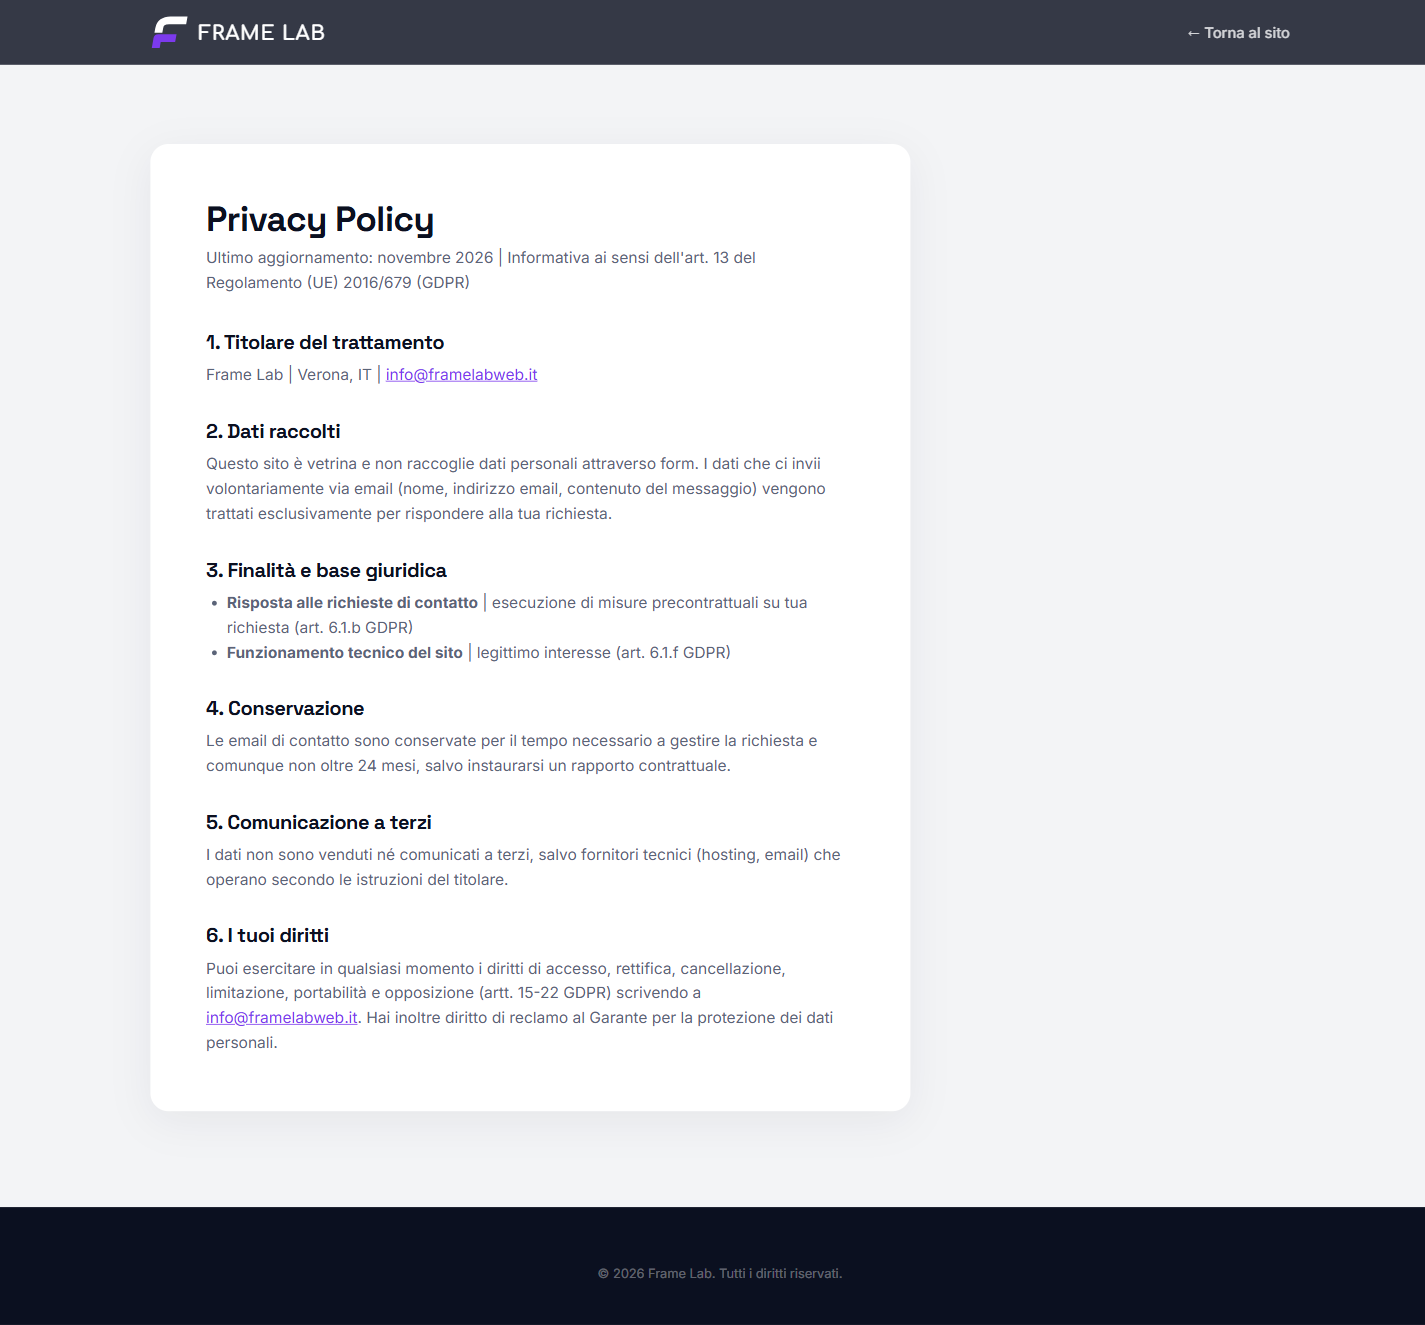 FRAME LAB
← Torna al sito
Privacy Policy
Ultimo aggiornamento: novembre 2026 | Informativa ai sensi dell'art. 13 del
Regolamento (UE) 2016/679 (GDPR)
1. Titolare del trattamento
Frame Lab | Verona, IT | info@framelabweb.it
2. Dati raccolti
Questo sito è vetrina e non raccoglie dati personali attraverso form. I dati che ci invii
volontariamente via email (nome, indirizzo email, contenuto del messaggio) vengono
trattati esclusivamente per rispondere alla tua richiesta.
3. Finalità e base giuridica
• Risposta alle richieste di contatto | esecuzione di misure precontrattuali su tua
richiesta (art. 6.1.b GDPR)
• Funzionamento tecnico del sito | legittimo interesse (art. 6.1.f GDPR)
4. Conservazione
Le email di contatto sono conservate per il tempo necessario a gestire la richiesta e
comunque non oltre 24 mesi, salvo instaurarsi un rapporto contrattuale.
5. Comunicazione a terzi
I dati non sono venduti né comunicati a terzi, salvo fornitori tecnici (hosting, email) che
operano secondo le istruzioni del titolare.
6. I tuoi diritti
Puoi esercitare in qualsiasi momento i diritti di accesso, rettifica, cancellazione,
limitazione, portabilità e opposizione (artt. 15-22 GDPR) scrivendo a
info@framelabweb.it. Hai inoltre diritto di reclamo al Garante per la protezione dei dati
personali.
© 2026 Frame Lab. Tutti i diritti riservati.